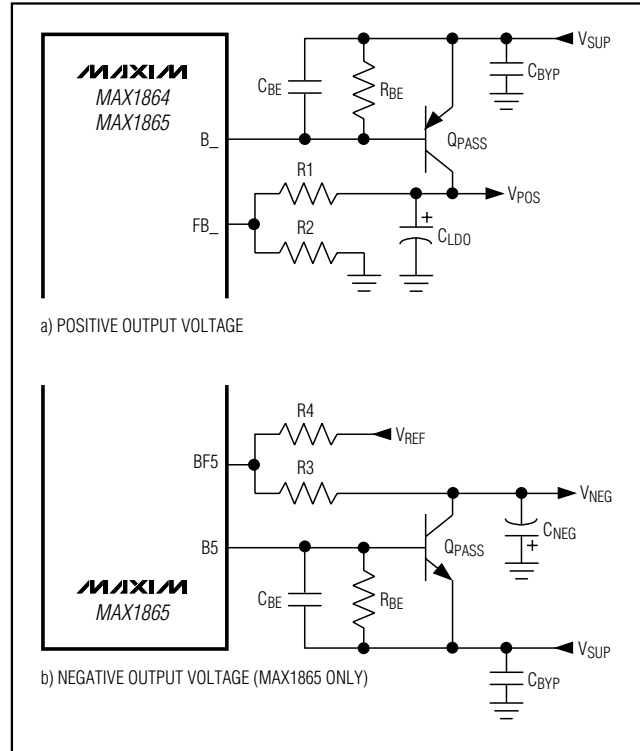 MAXIM
MAX1864
MAX1865
B_
FB_
C_BE
R_BE
V_SUP
C_BYP
Q_PASS
R1
R2
V_POS
+
C_LDO
a) POSITIVE OUTPUT VOLTAGE
R4
V_REF
BF5
R3
V_NEG
B5
Q_PASS
C_NEG
+
C_BE
R_BE
MAXIM
MAX1865
V_SUP
C_BYP
b) NEGATIVE OUTPUT VOLTAGE (MAX1865 ONLY)